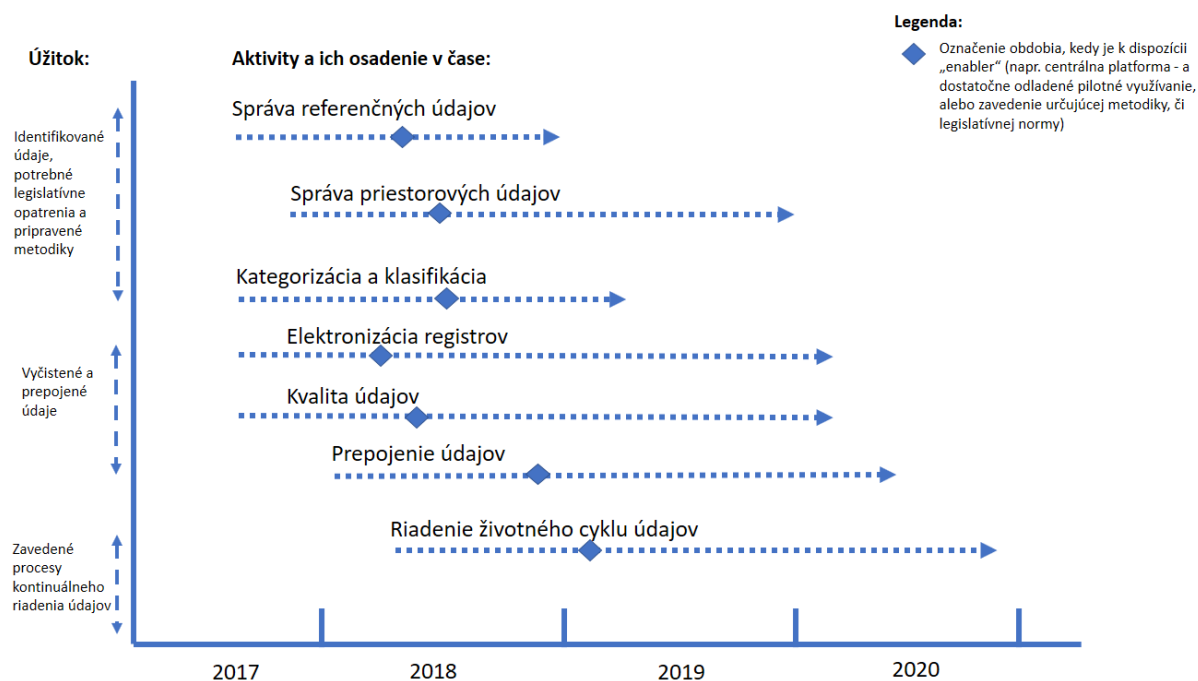 Legenda:
Označenie obdobia, kedy je k dispozícii
„enabler“ (napr. centrálna platforma - a
dostatočne odladené pilotné využívanie,
alebo zavedenie určujúcej metodiky, či
legislatívnej normy)
Úžitok:
Aktivity a ich osadenie v čase:
Identifikované
údaje,
potrebné
legislatívne
opatrenia a
pripravené
metodiky
Správa referenčných údajov
Správa priestorových údajov
Kategorizácia a klasifikácia
Vyčistené a
prepojené
údaje
Elektronizácia registrov
Kvalita údajov
Prepojenie údajov
Zavedené
procesy
kontinuálneho
riadenia údajov
Riadenie životného cyklu údajov
2017
2018
2019
2020